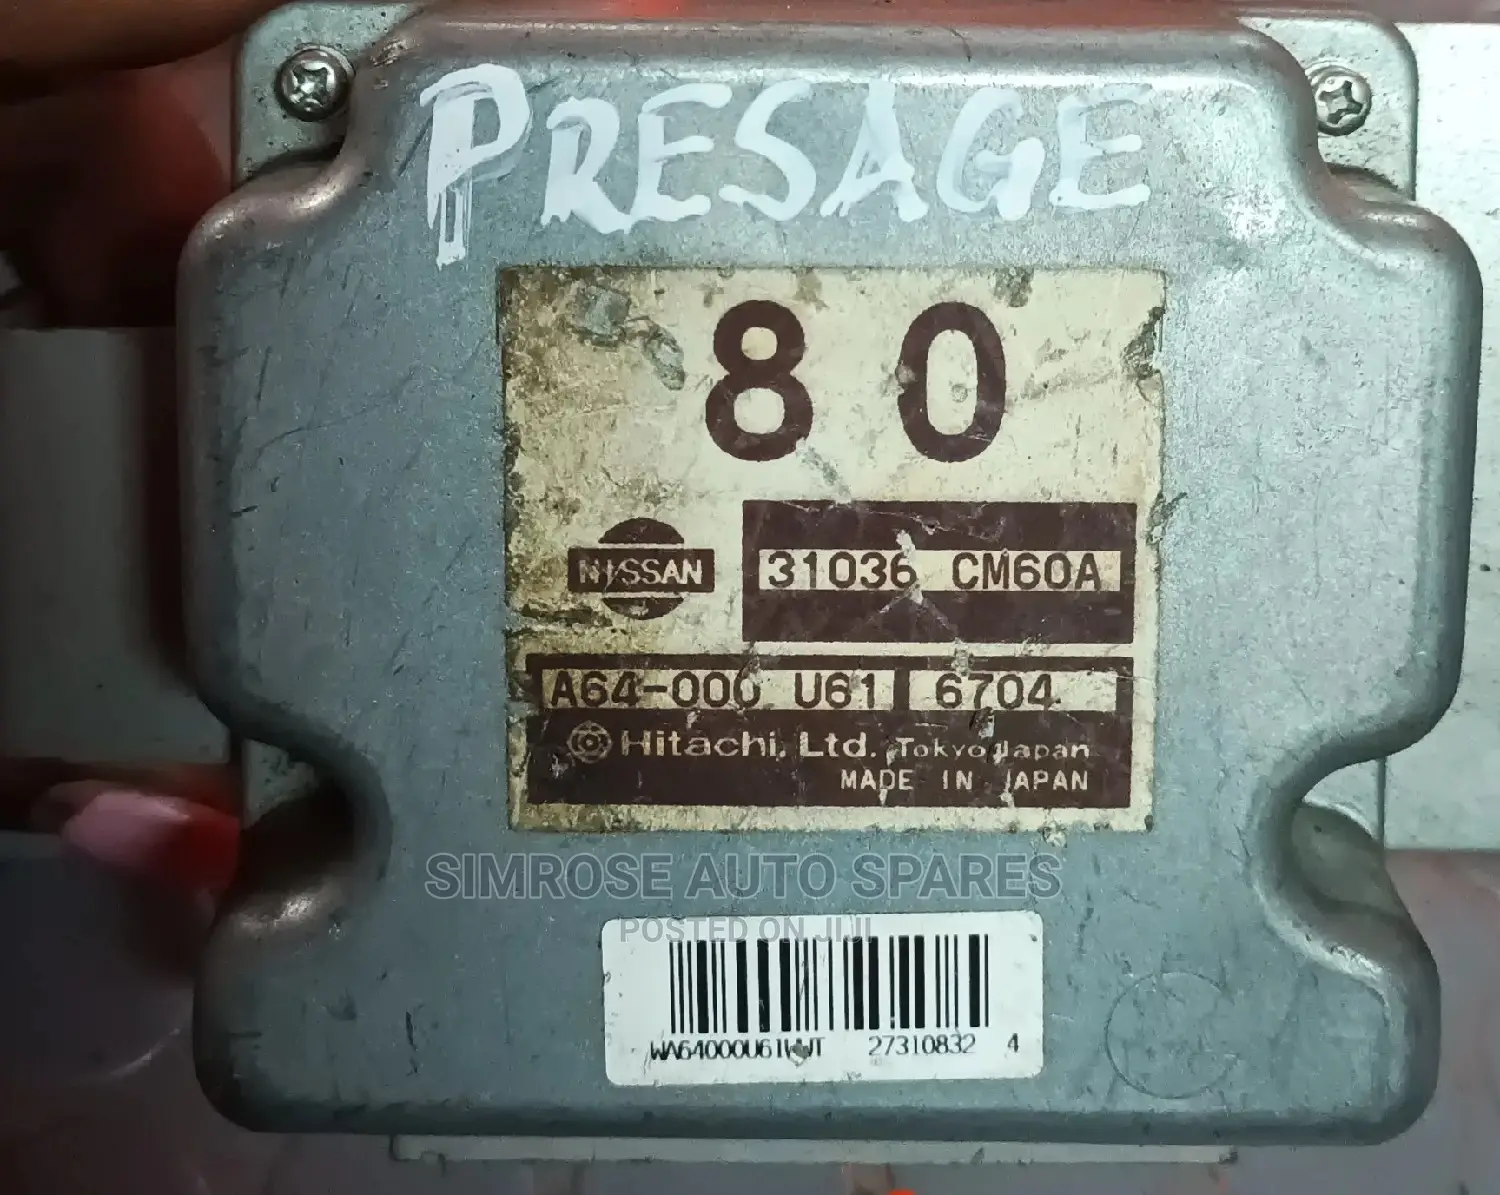 PRESAGE
80
NISSAN
31036 CM60A
A64-000 U61 6704
Hitachi, Ltd. Tokyo Japan
MADE IN JAPAN
SIMROSE AUTO SPARES
POSTED ON JIJI
27310832 4